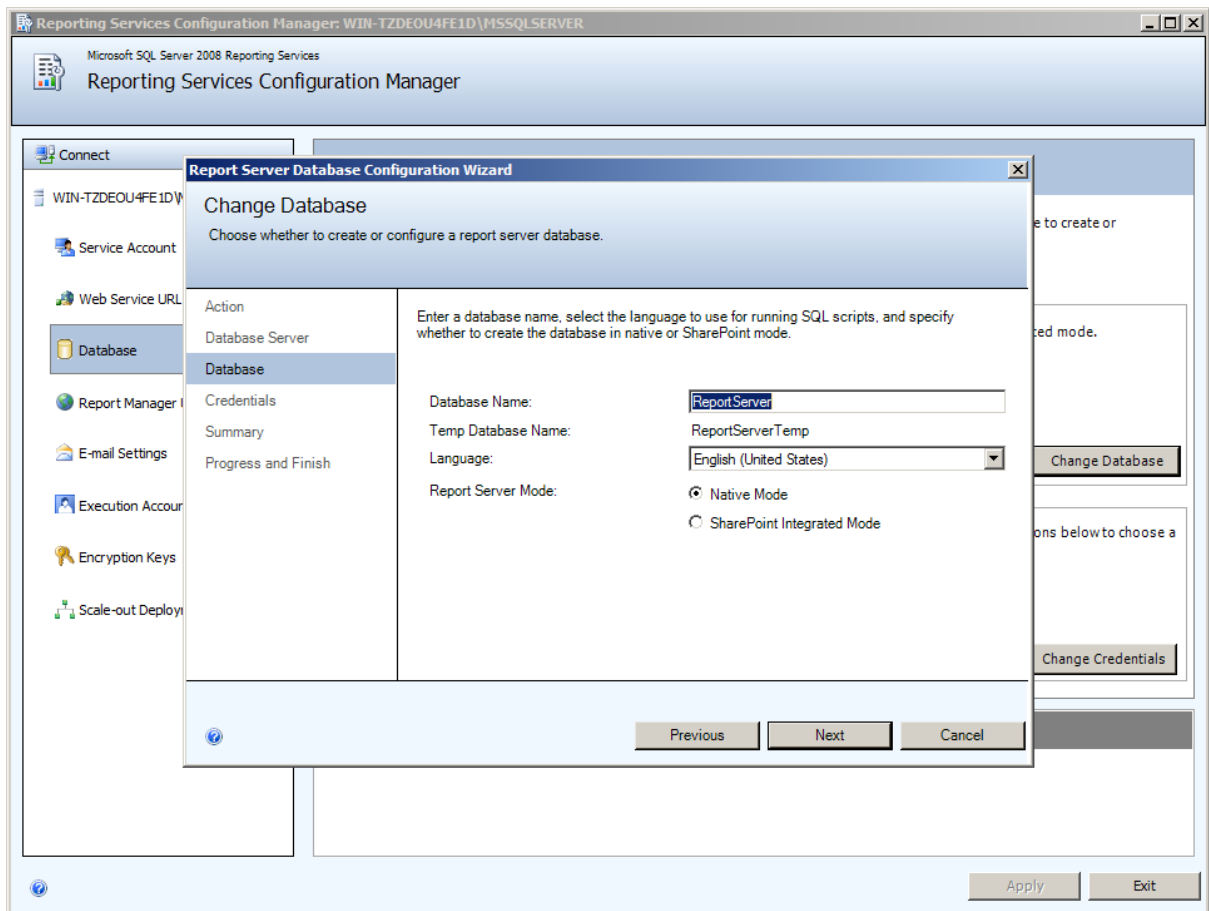 Reporting Services Configuration Manager: WIN-TZDEOU4FE1D\MSSQLSERVER
Microsoft SQL Server 2008 Reporting Services
Reporting Services Configuration Manager
Connect
WIN-TZDEOU4FE1D\
Service Account
Web Service URL
Database
Report Manager
E-mail Settings
Execution Accour
Encryption Keys
Scale-out Deploy
Report Server Database Configuration Wizard
Change Database
Choose whether to create or configure a report server database.
Action
Database Server
Database
Credentials
Summary
Progress and Finish
Enter a database name, select the language to use for running SQL scripts, and specify
whether to create the database in native or SharePoint mode.
Database Name: ReportServer
Temp Database Name: ReportServerTemp
Language: English (United States)
Report Server Mode: Native Mode
SharePoint Integrated Mode
Previous Next Cancel
e to create or
ted mode.
Change Database
ons below to choose a
Change Credentials
Apply Exit